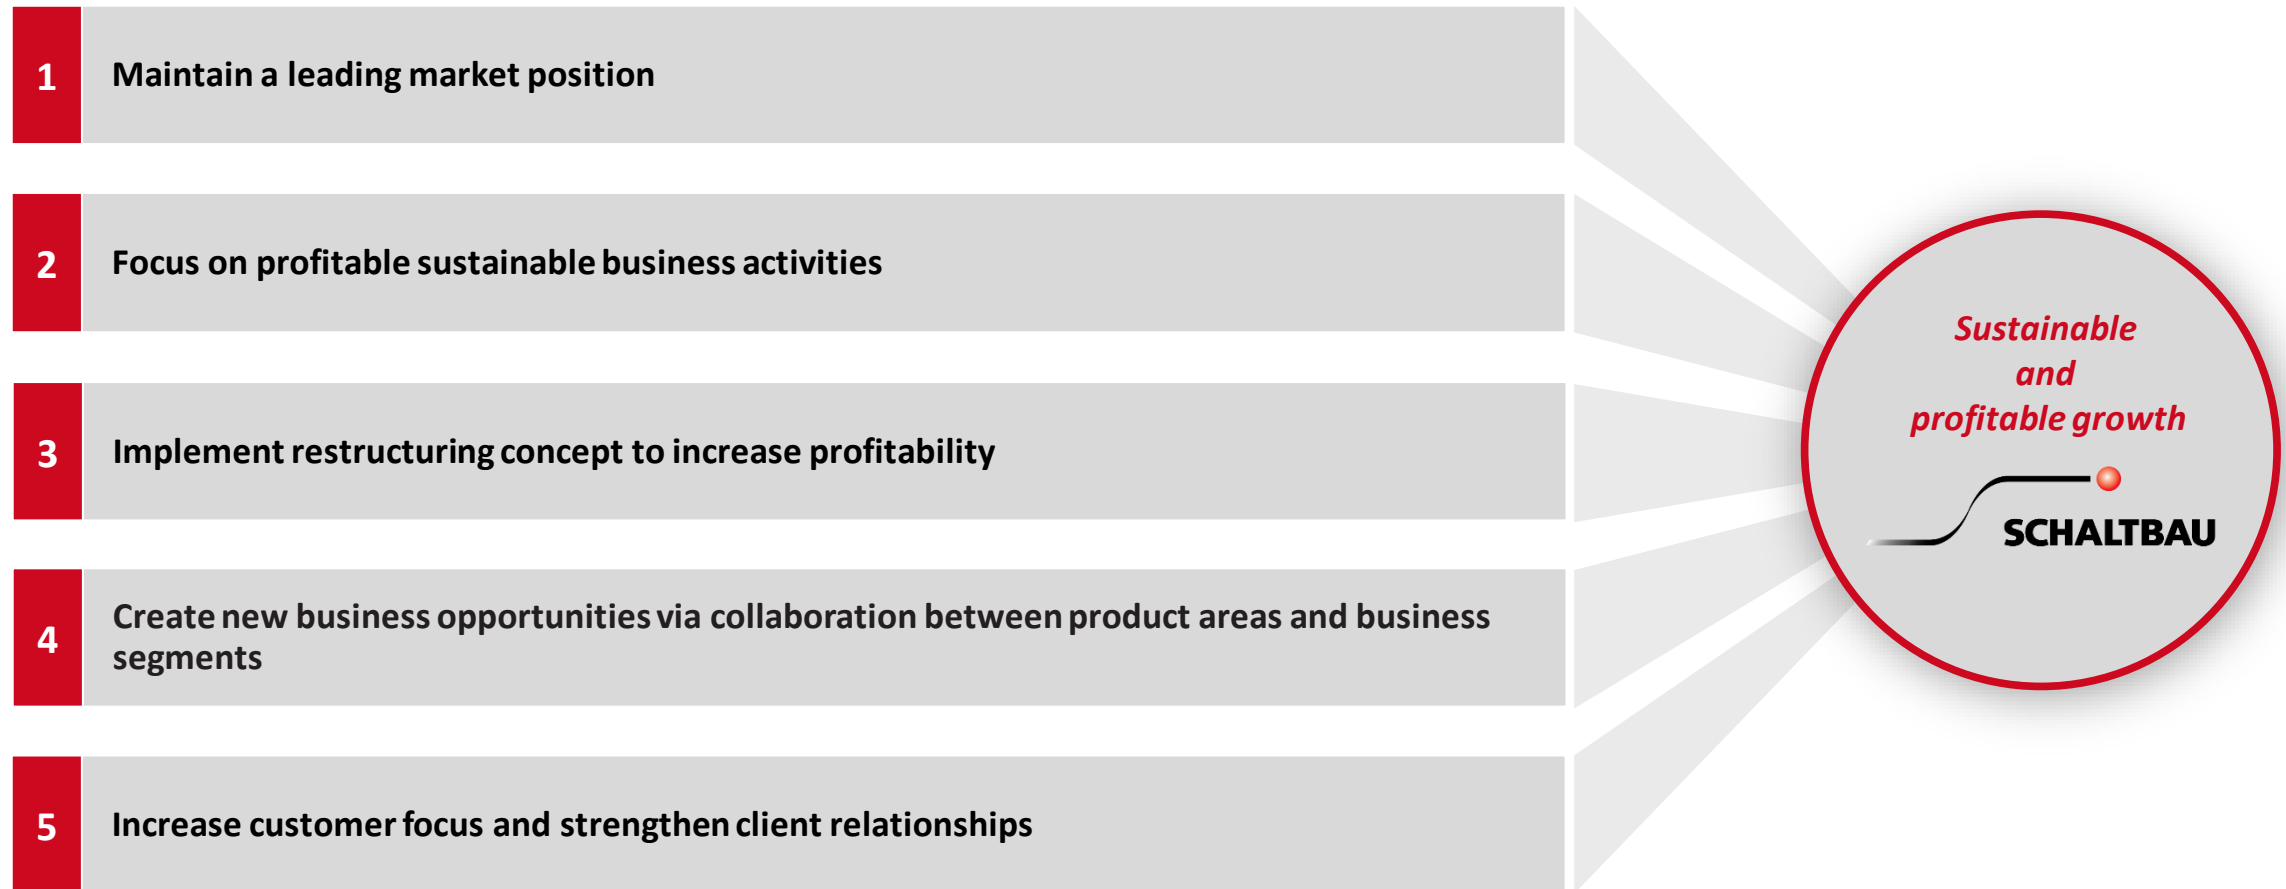 1
Maintain a leading market position
2
Focus on profitable sustainable business activities
3
Implement restructuring concept to increase profitability
4
Create new business opportunities via collaboration between product areas and business
segments
5
Increase customer focus and strengthen client relationships
Sustainable
and
profitable growth
SCHALTBAU